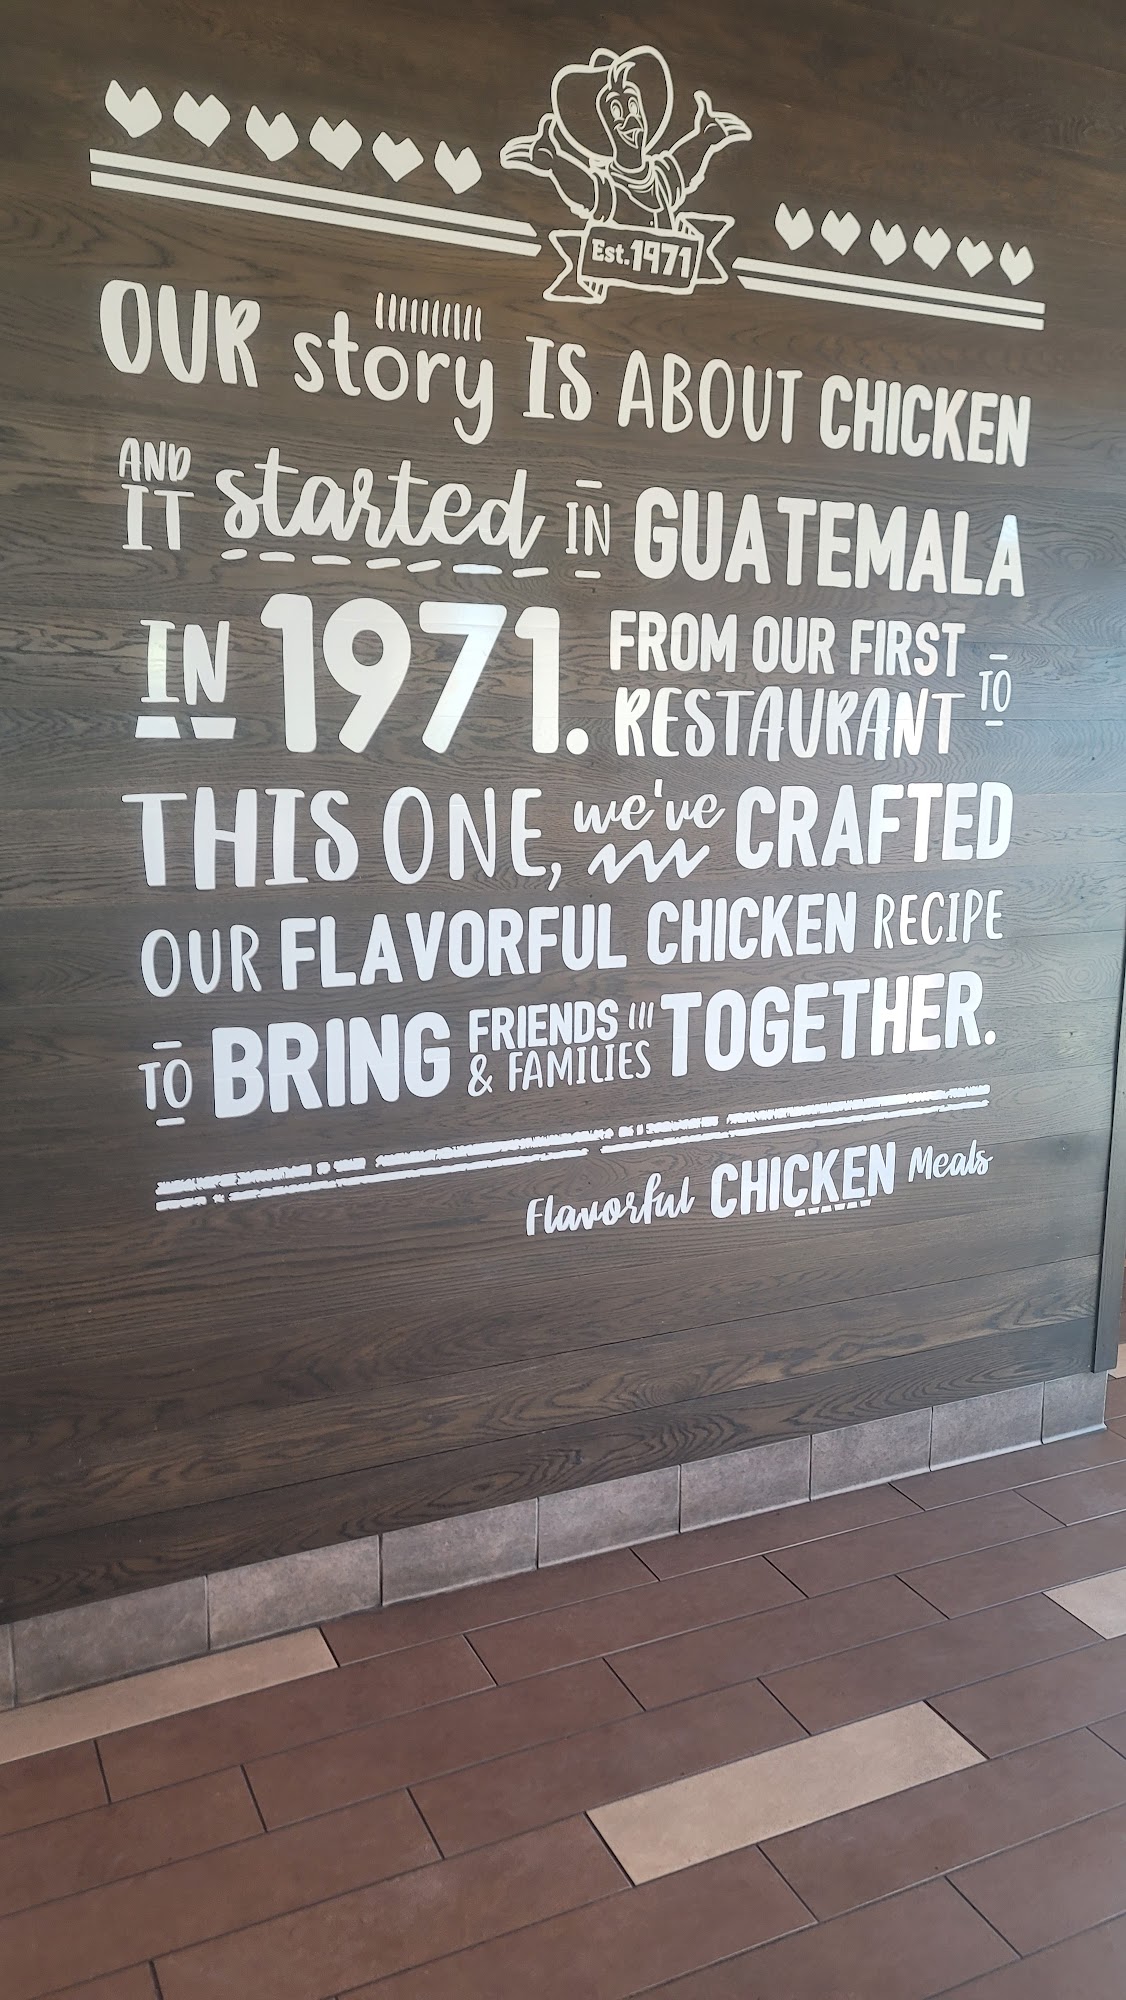 Est. 1971
OUR story IS ABOUT CHICKEN
AND IT started IN GUATEMALA
IN 1971. FROM OUR FIRST RESTAURANT TO
THIS ONE, we've CRAFTED
OUR FLAVORFUL CHICKEN RECIPE
TO BRING FRIENDS & FAMILIES TOGETHER.
Flavorful CHICKEN Meals